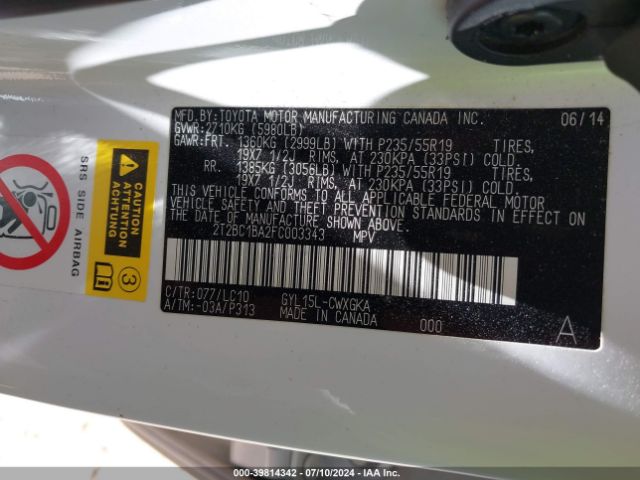 SRS SIDE AIRBAG
CAUTION
ATTENTION
ACHTUNG
3
MFD. BY: TOYOTA MOTOR MANUFACTURING CANADA INC. 06/14
GVWR: 2710KG (5980LB)
GAWR: FRT. 1360KG (2999LB) WITH P235/55R19 TIRES,
19X7 1/2J RIMS, AT 230KPA (33PSI) COLD.
RR. 1385KG (3056LB) WITH P235/55R19 TIRES,
19X7 1/2J RIMS, AT 230KPA (33PSI) COLD.
THIS VEHICLE CONFORMS TO ALL APPLICABLE FEDERAL MOTOR
VEHICLE SAFETY AND THEFT PREVENTION STANDARDS IN EFFECT ON
THE DATE OF MANUFACTURE SHOWN ABOVE.
2T2BC1BA2FC003343 MPV
C/TR: 077/LC10 GYL15L-CWXGKA
A/TM: -03A/P313 MADE IN CANADA 000 A
000-39814342 / 07/10/2024 - IAA, LLC